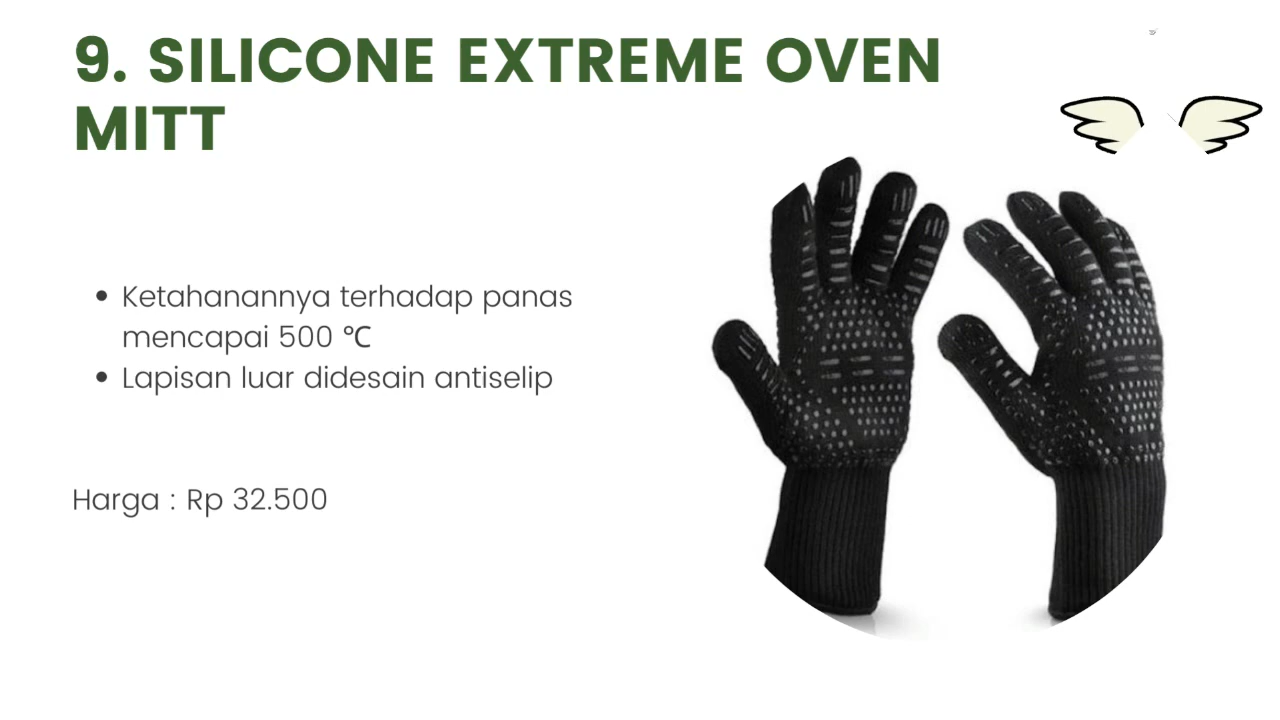 9. SILICONE EXTREME OVEN
MITT
• Ketahanannya terhadap panas
mencapai 500 ℃
• Lapisan luar didesain antiselip
Harga : Rp 32.500